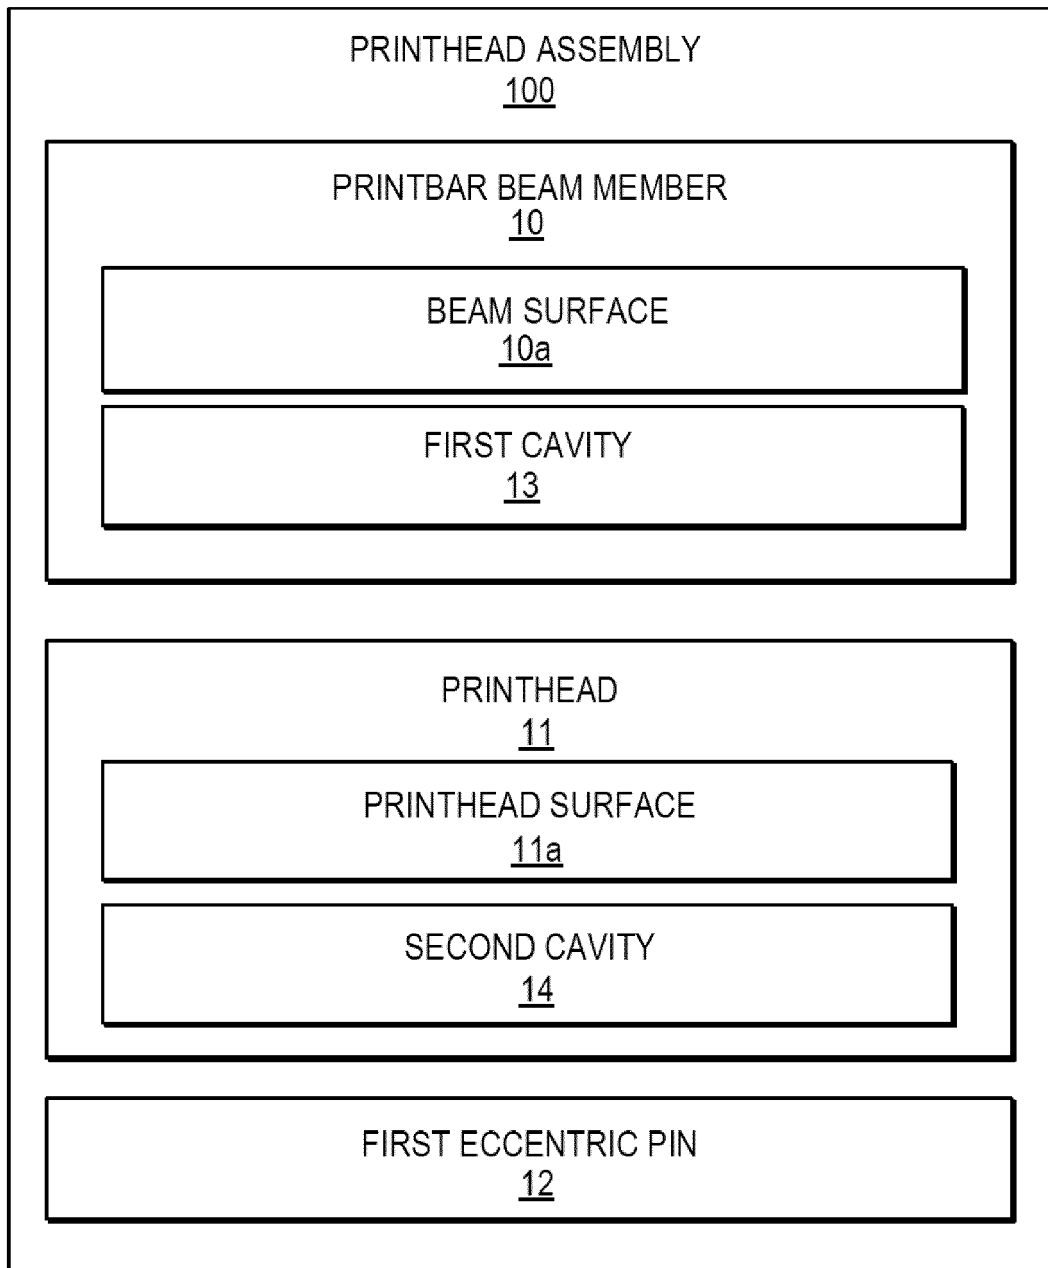 PRINTHEAD ASSEMBLY
100
PRINTBAR BEAM MEMBER
10
BEAM SURFACE
10a
FIRST CAVITY
13
PRINTHEAD
11
PRINTHEAD SURFACE
11a
SECOND CAVITY
14
FIRST ECCENTRIC PIN
12